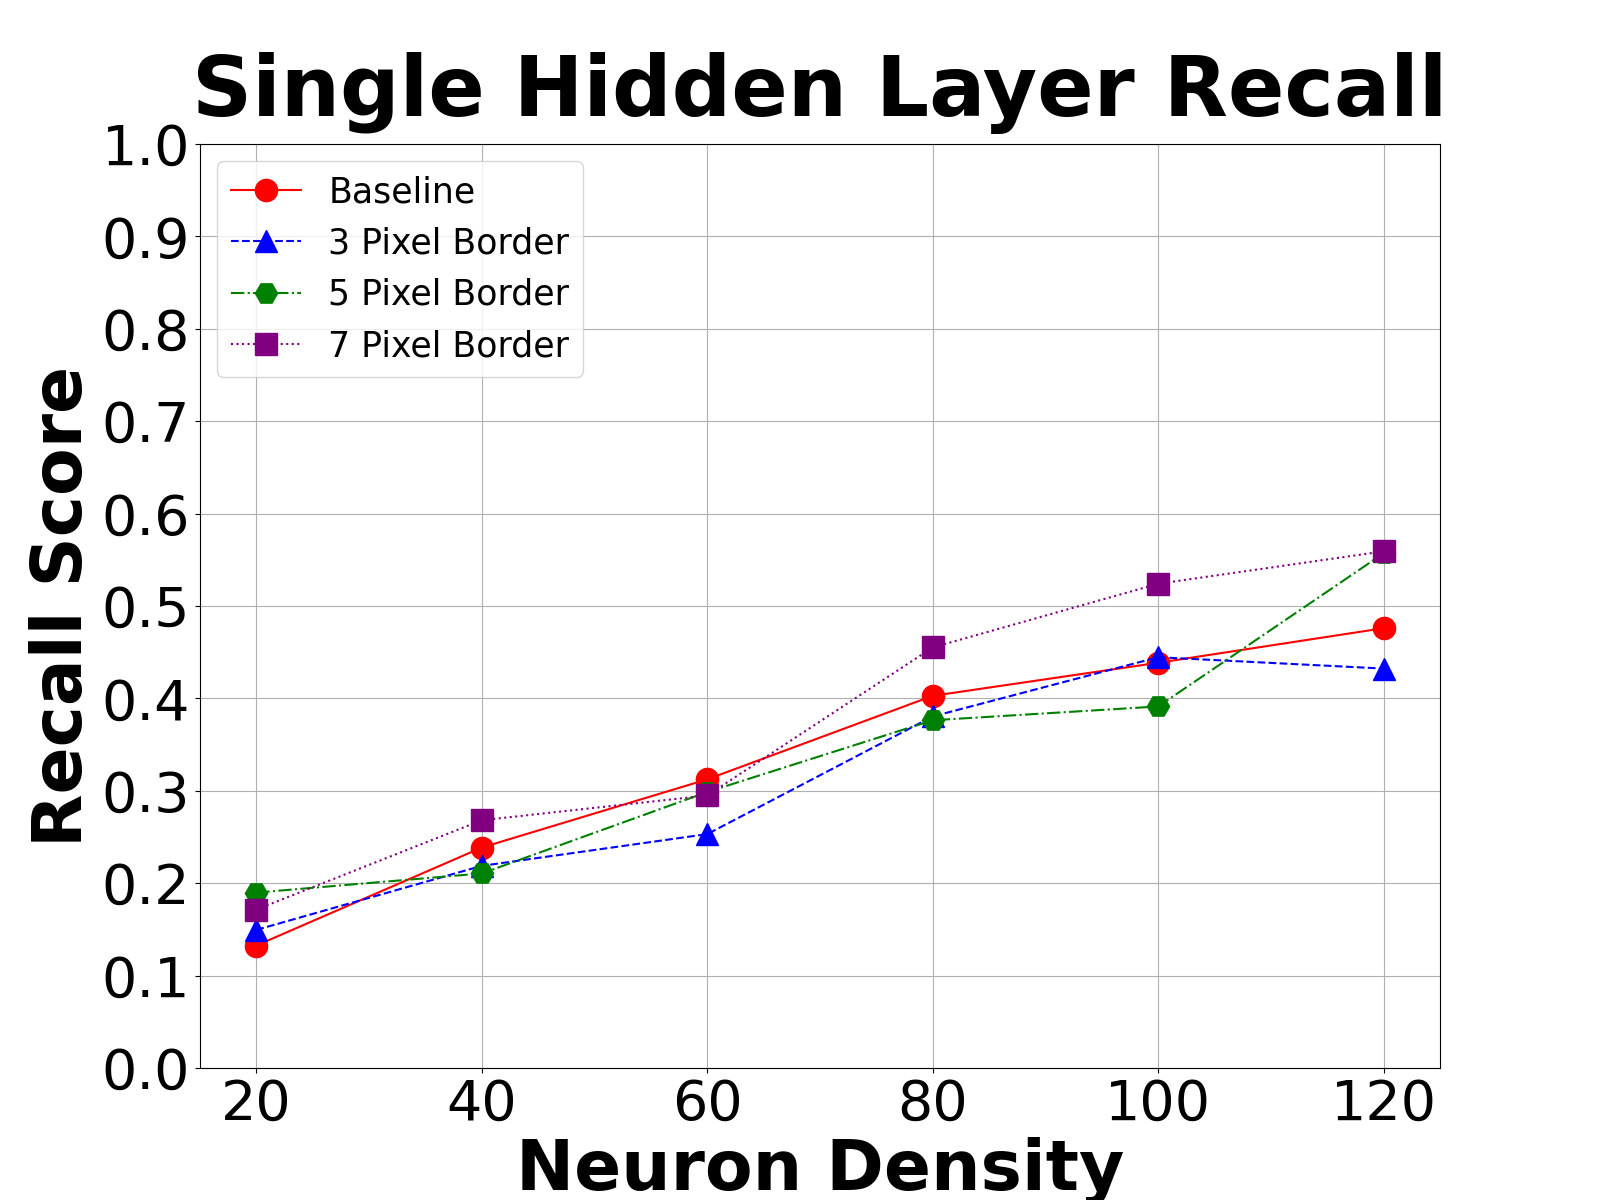 Single Hidden Layer Recall
1.0
0.9
0.8
0.7
0.6
0.5
0.4
0.3
0.2
0.1
0.0
Recall Score
Baseline
3 Pixel Border
5 Pixel Border
7 Pixel Border
20 40 60 80 100 120
Neuron Density